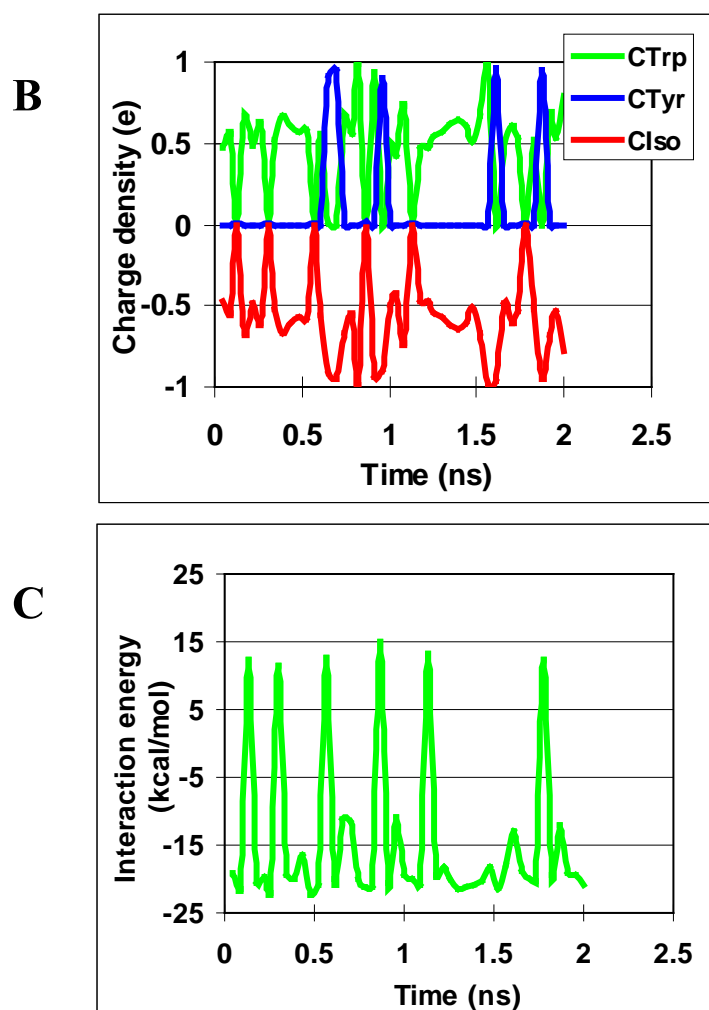 B
1
0.5
0
-0.5
-1
Charge density (e)
0 0.5 1 1.5 2 2.5
Time (ns)
CTrp
CTyr
CIso
C
25
15
5
-5
-15
-25
Interaction energy
(kcal/mol)
0 0.5 1 1.5 2 2.5
Time (ns)